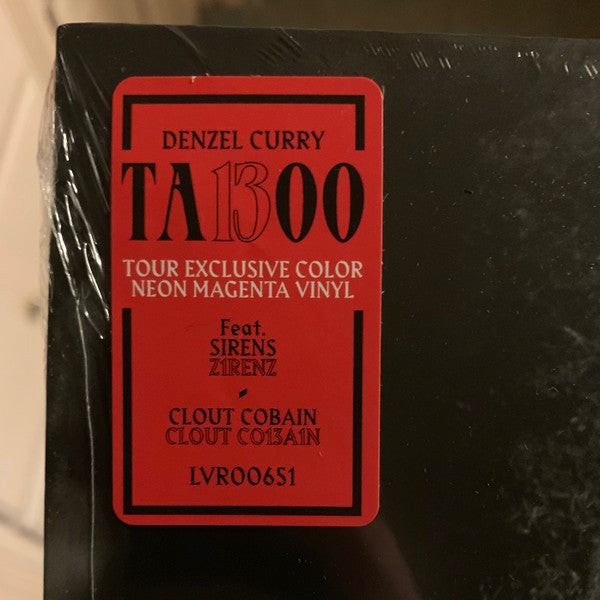 DENZEL CURRY
TA1300
TOUR EXCLUSIVE COLOR
NEON MAGENTA VINYL
Feat.
SIRENS
Z1RENZ
CLOUT COBAIN
CLOUT CO13A1N
LVR00651